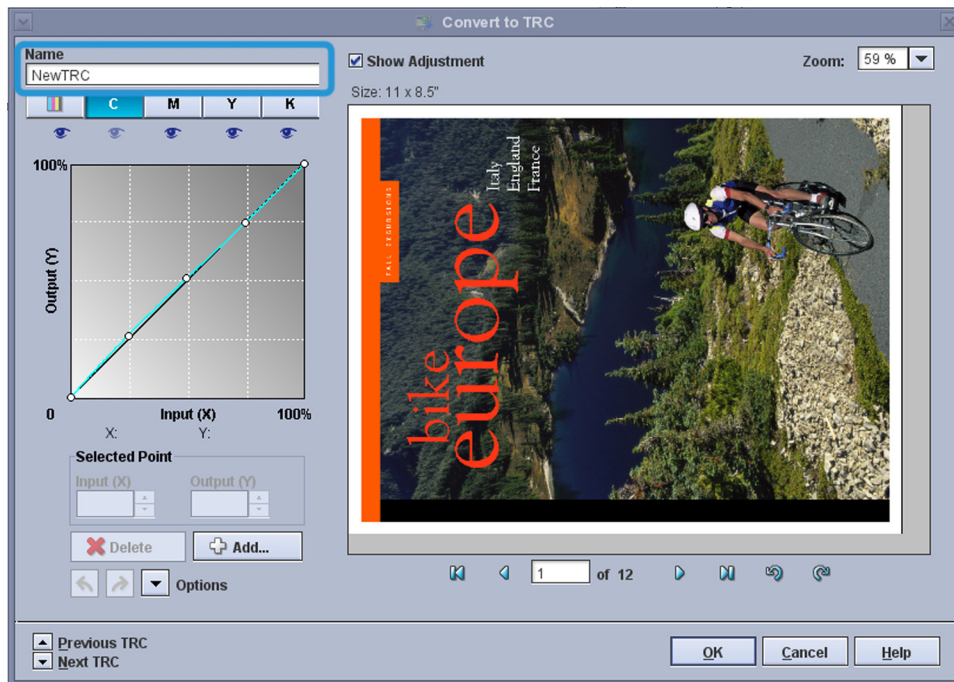 Convert to TRC
Name
NewTRC
C M Y K
100%
Output (Y)
0 Input (X) 100%
X: Y:
Selected Point
Input (X) Output (Y)
Delete Add...
Options
Show Adjustment Zoom: 59 %
Size: 11 x 8.5"
FALL EXCURSIONS
bike
europe
Italy
England
France
1 of 12
Previous TRC
Next TRC
OK Cancel Help